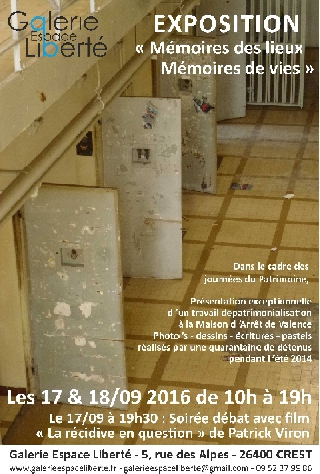 Galerie
Espace
Liberté
EXPOSITION
« Mémoires des lieux
Mémoires de vies »
Dans le cadre des
journées du Patrimoine,
Présentation exceptionnelle
d'un travail de patrimonialisation
à la Maison d'Arrêt de Valence
Photos - dessins - écritures - pastels
réalisés par une quarantaine de détenus
pendant l'été 2014
Les 17 & 18/09 2016 de 10h à 19h
Le 17/09 à 19h30 : Soirée débat avec film
« La récidive en question » de Patrick Viron
Galerie Espace Liberté - 5, rue des Alpes - 26400 CREST
www.galerieespaceliberte.fr - galerieespaceliberte@gmail.com - 09 52 37 95 86